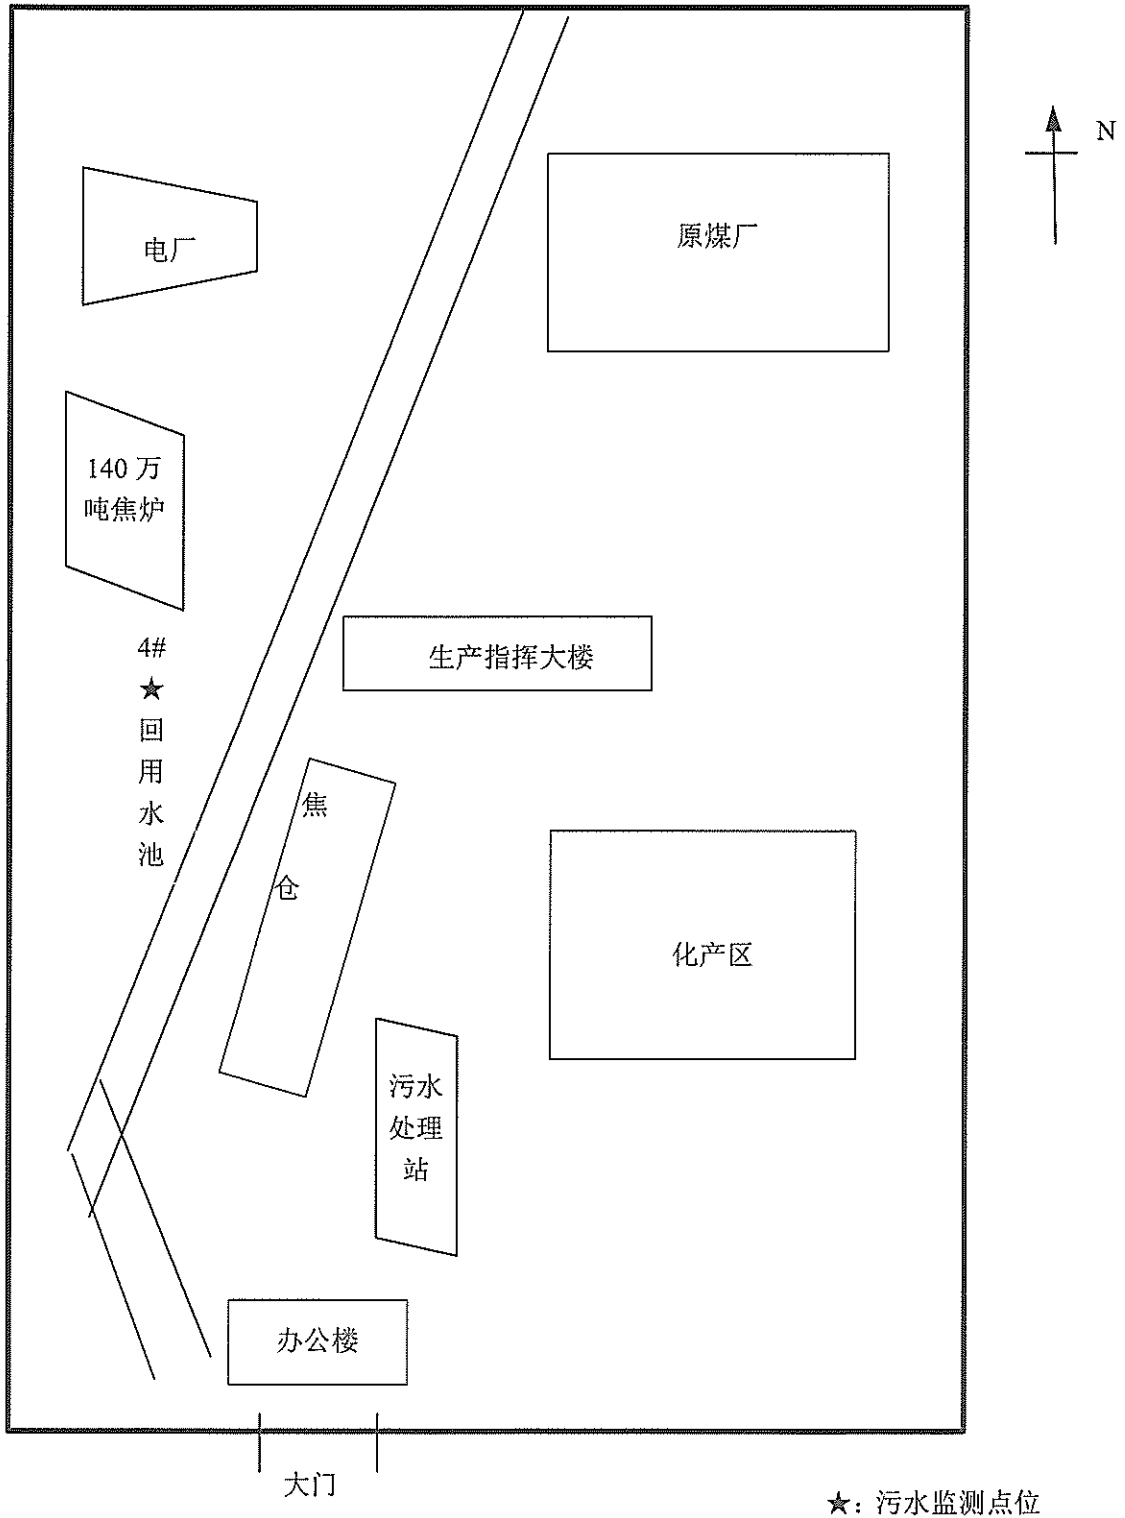 N
电厂
原煤厂
140 万
吨焦炉
生产指挥大楼
4#
★
回
用
水
池
焦
仓
化产区
污水
处理
站
办公楼
大门
★：污水监测点位